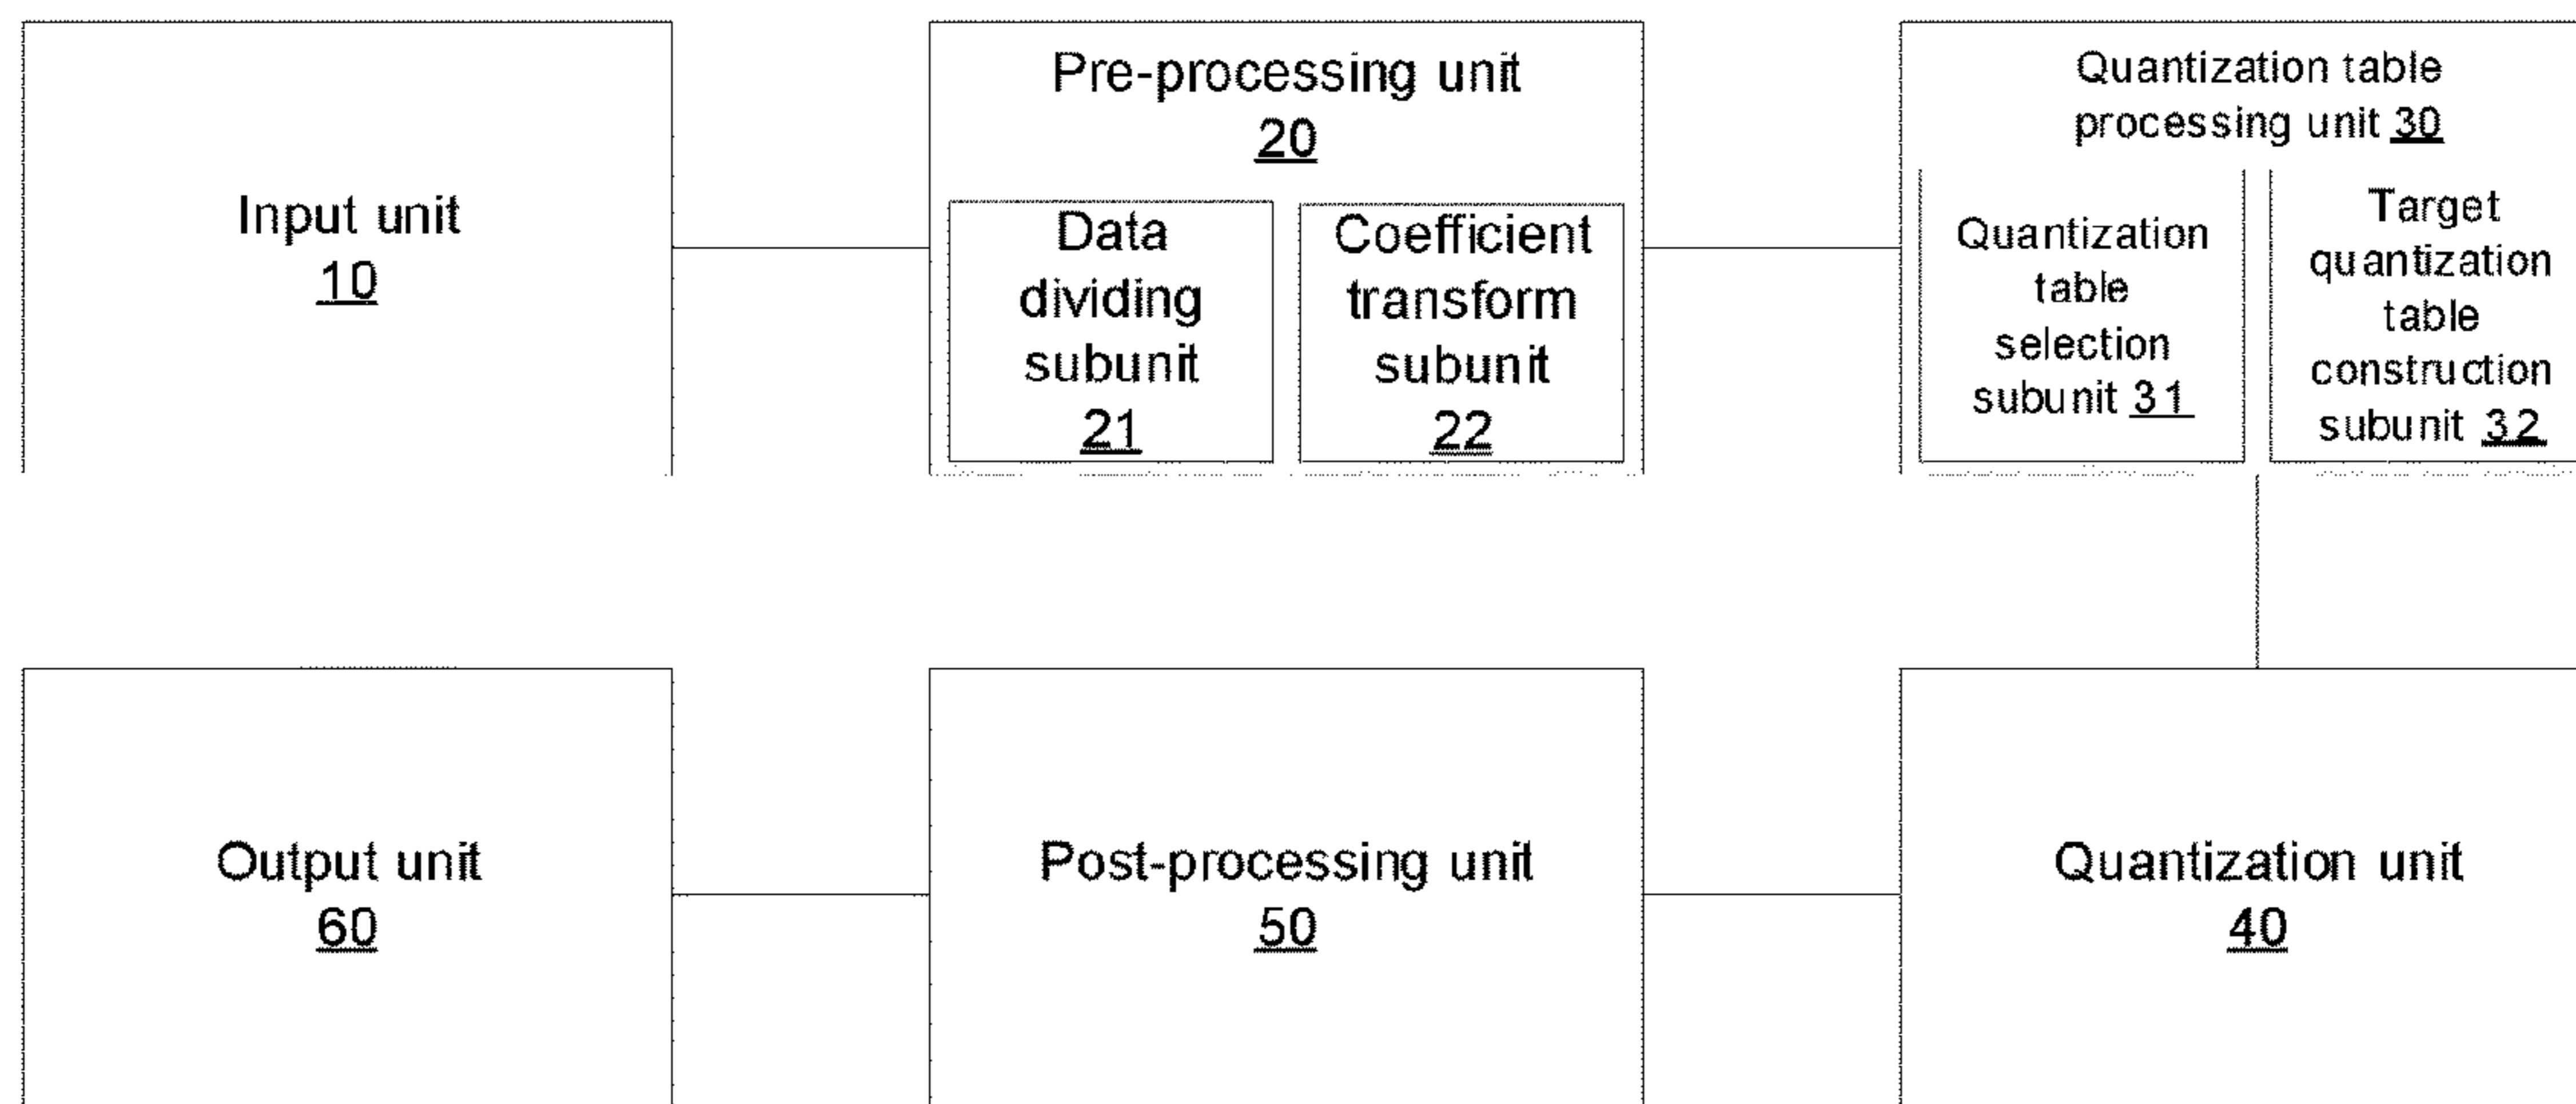 Input unit
10
Pre-processing unit
20
Data
dividing
subunit
21
Coefficient
transform
subunit
22
Quantization table
processing unit 30
Quantization
table
selection
subunit 31
Target
quantization
table
construction
subunit 32
Output unit
60
Post-processing unit
50
Quantization unit
40